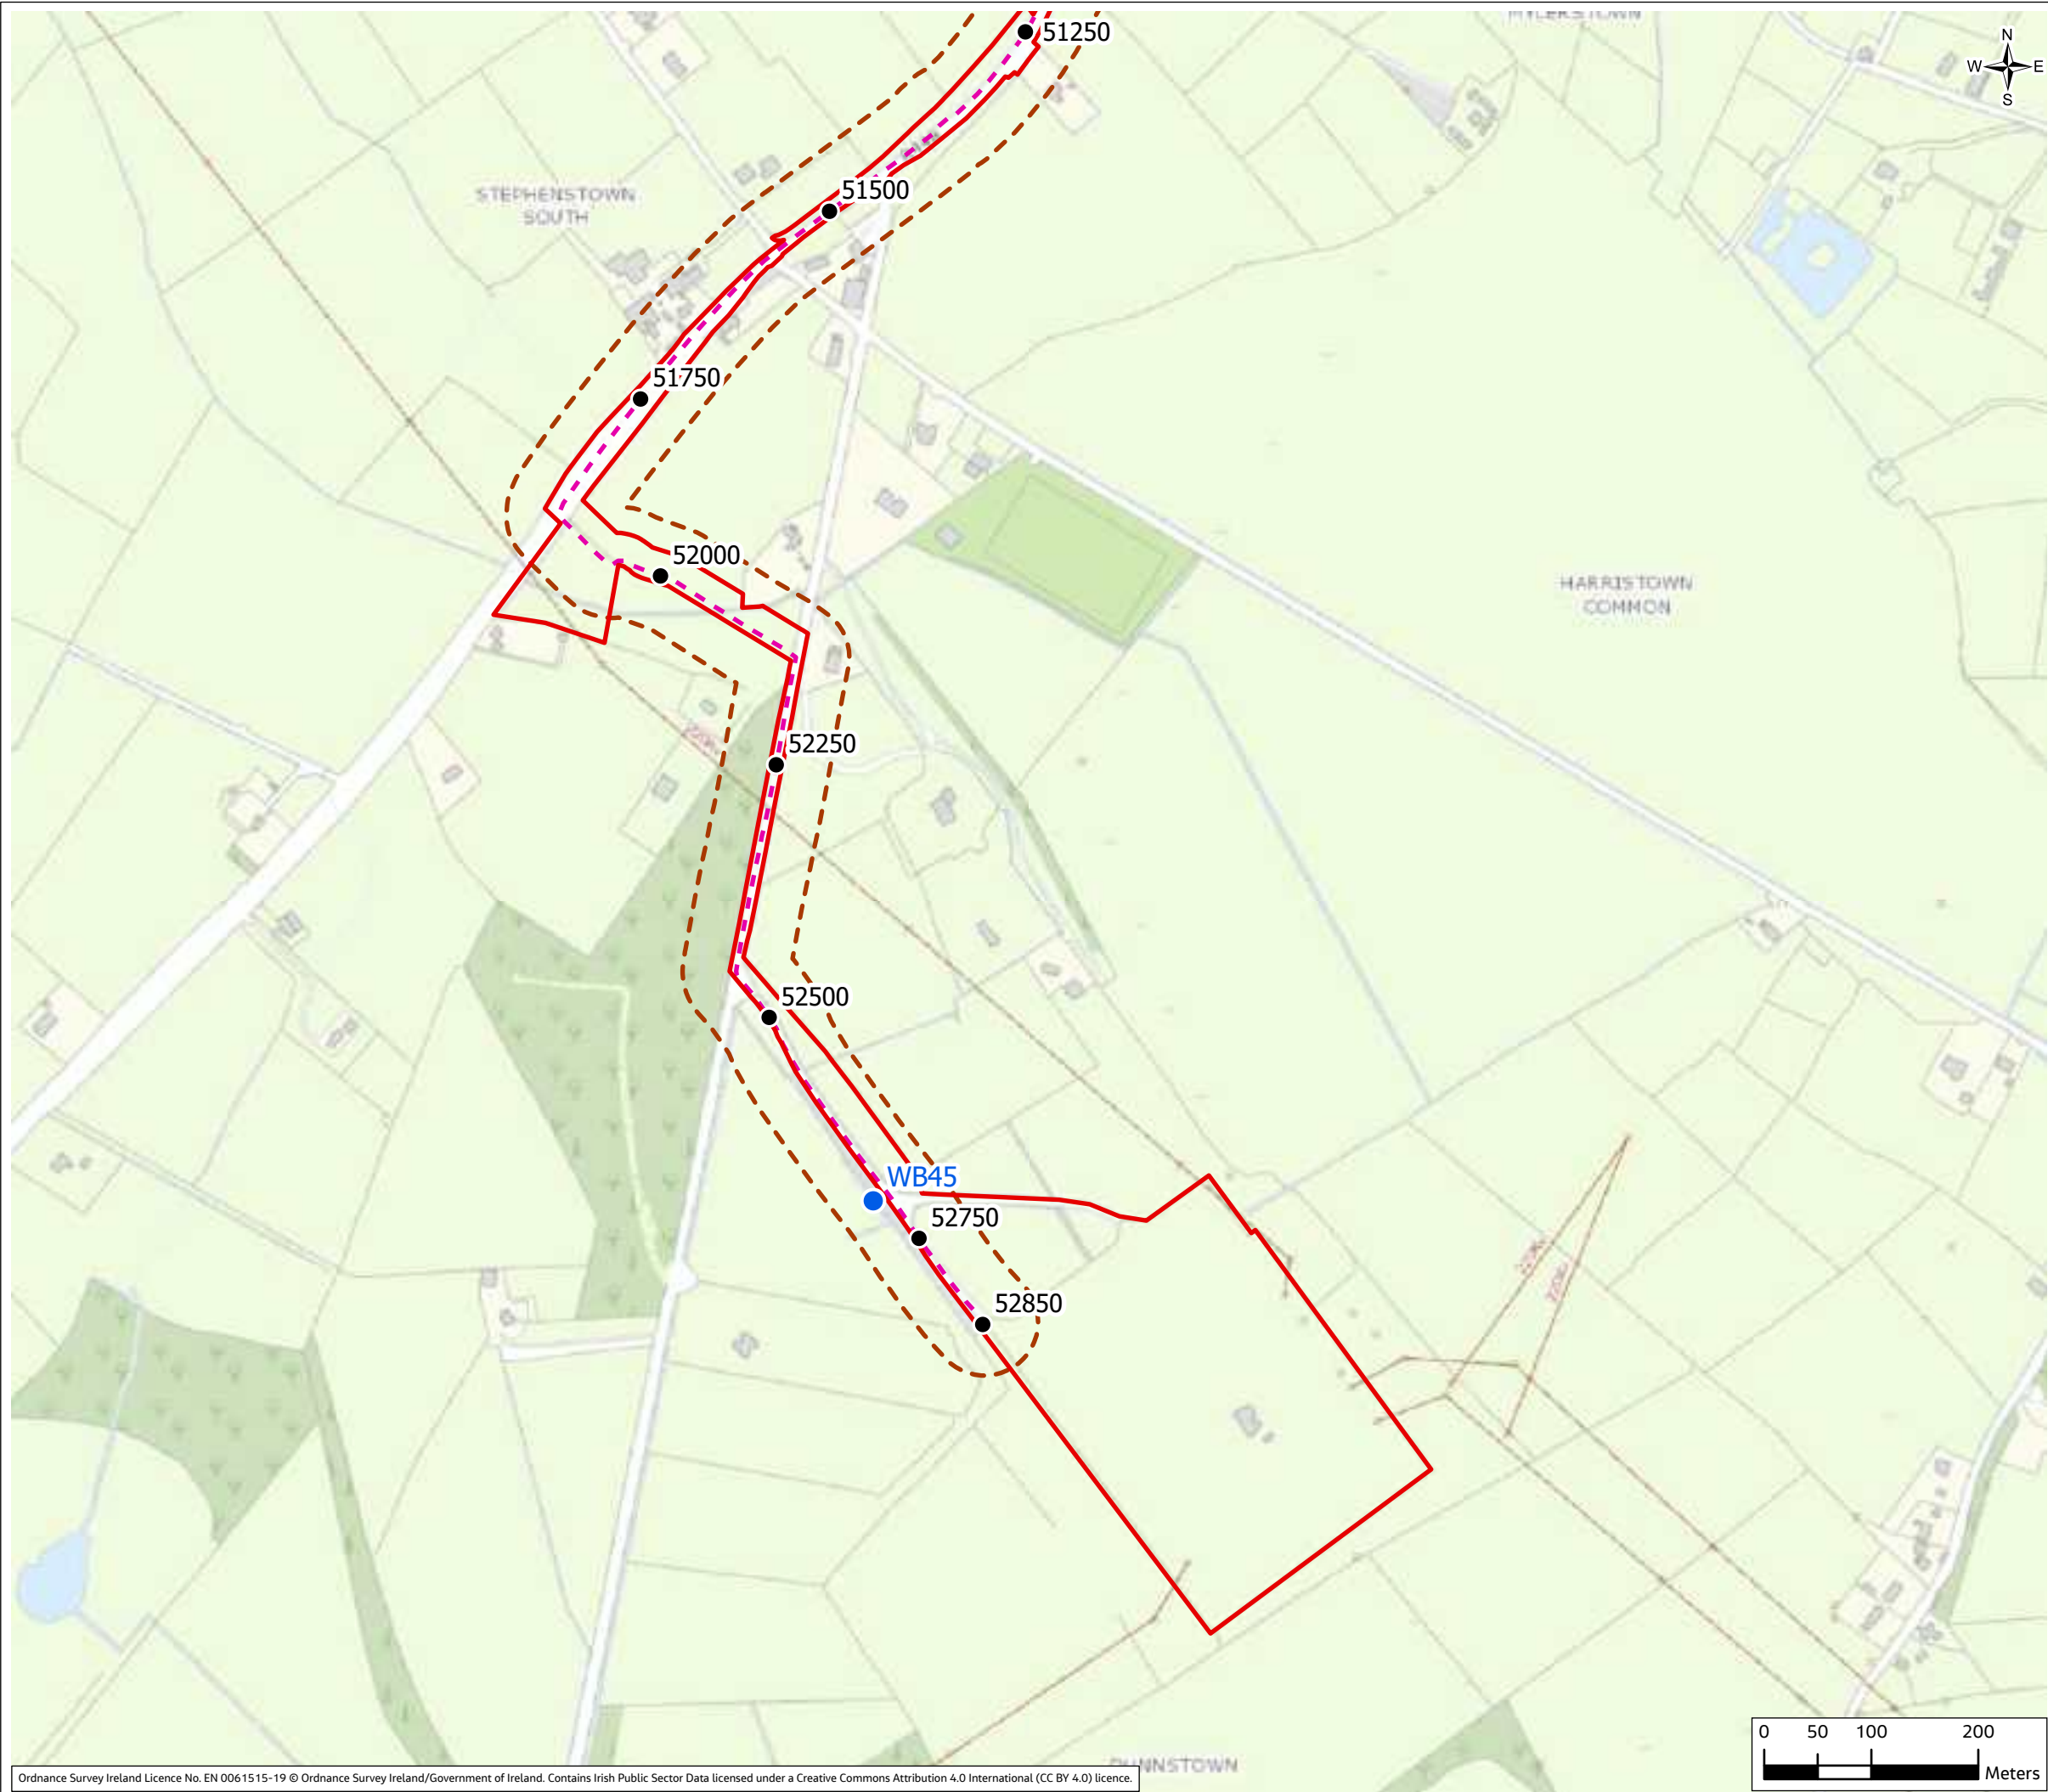 MYLERSTOWN
N
W E
S
51250
STEPHENSTOWN
SOUTH
51500
51750
52000
HARRISTOWN
COMMON
52250
52500
WB45
52750
52850
0 50 100 200
Meters
DUNNSTOWN
Ordnance Survey Ireland Licence No. EN 0061515-19 © Ordnance Survey Ireland/Government of Ireland. Contains Irish Public Sector Data licensed under a Creative Commons Attribution 4.0 International (CC BY 4.0) licence.